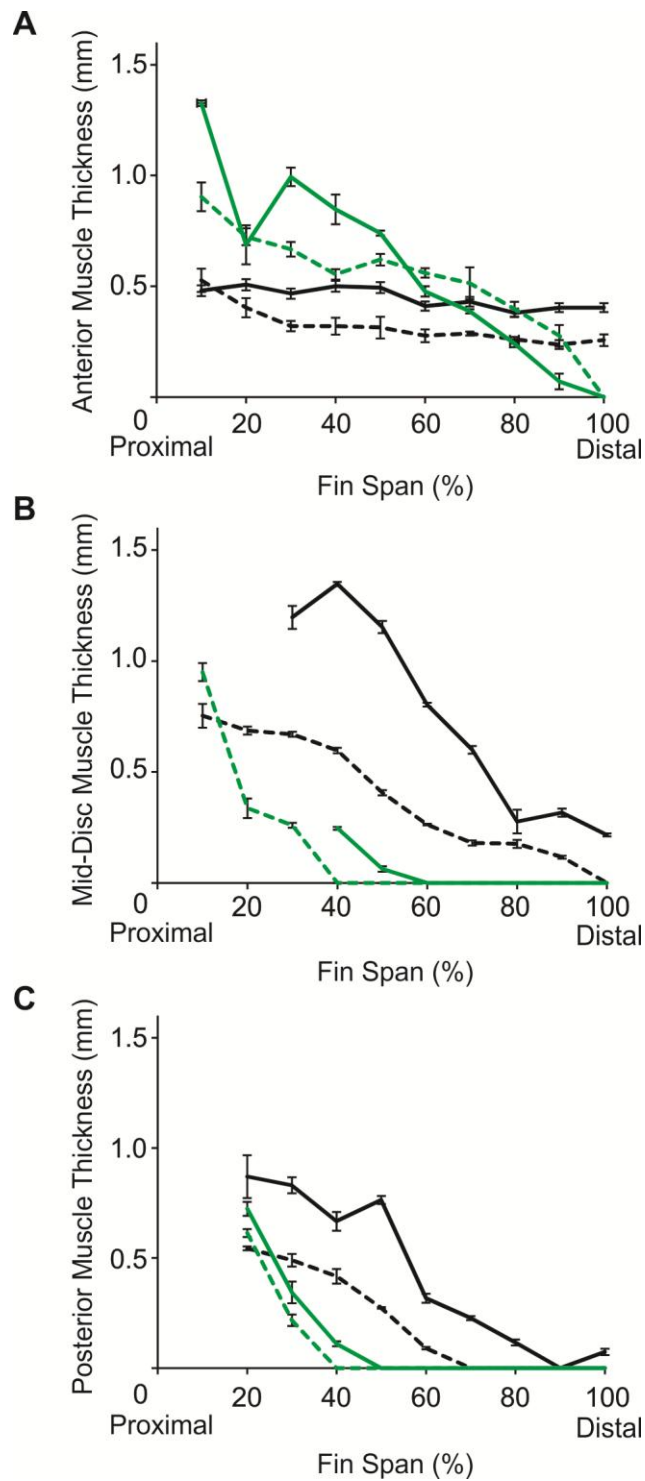 A
Anterior Muscle Thickness (mm)
1.5
1.0
0.5
0 20 40 60 80 100
Proximal Distal
Fin Span (%)
B
Mid-Disc Muscle Thickness (mm)
1.5
1.0
0.5
0 20 40 60 80 100
Proximal Distal
Fin Span (%)
C
Posterior Muscle Thickness (mm)
1.5
1.0
0.5
0 20 40 60 80 100
Proximal Distal
Fin Span (%)